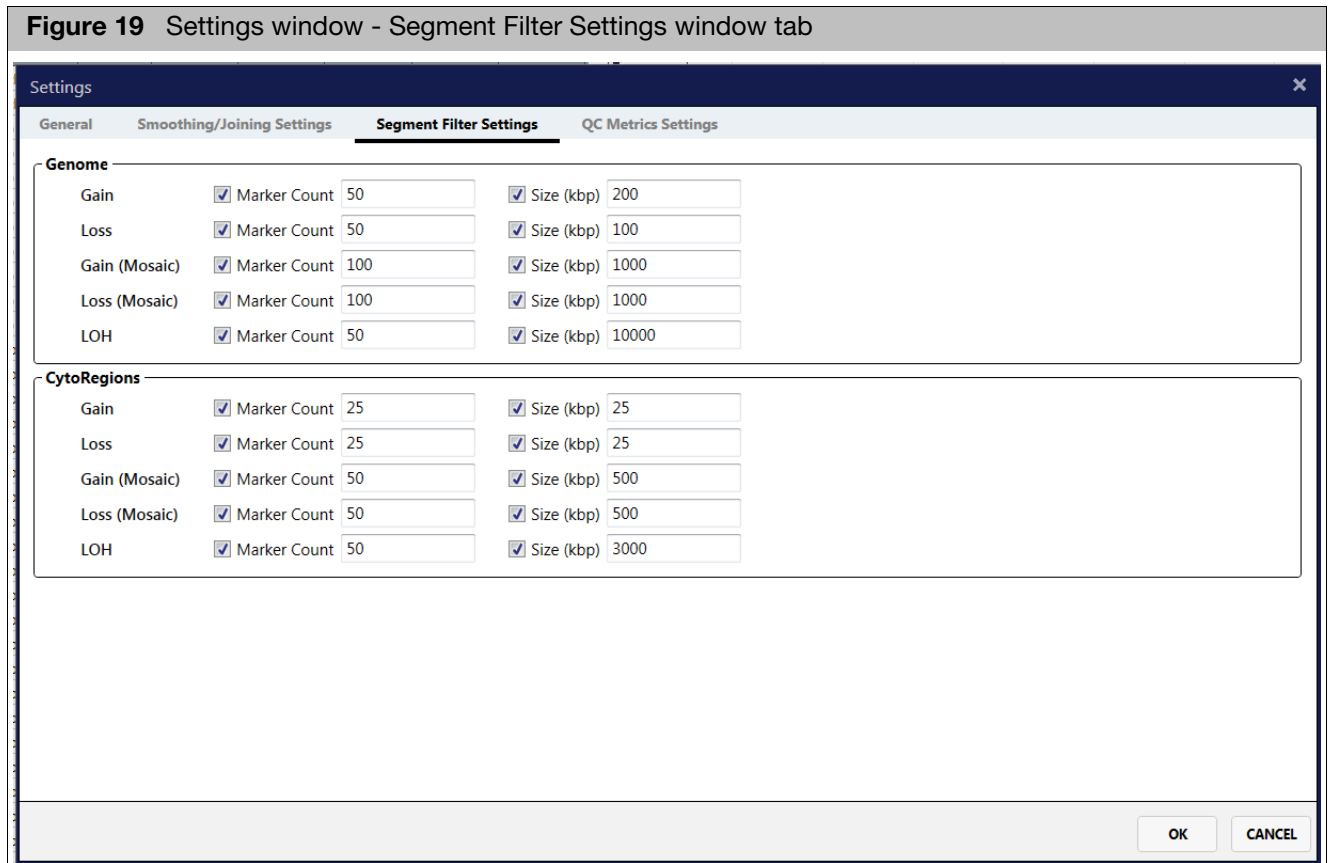 Figure 19 Settings window - Segment Filter Settings window tab
Settings ×
General Smoothing/Joining Settings Segment Filter Settings QC Metrics Settings
Genome
Gain Marker Count 50 Size (kbp) 200
Loss Marker Count 50 Size (kbp) 100
Gain (Mosaic) Marker Count 100 Size (kbp) 1000
Loss (Mosaic) Marker Count 100 Size (kbp) 1000
LOH Marker Count 50 Size (kbp) 10000
CytoRegions
Gain Marker Count 25 Size (kbp) 25
Loss Marker Count 25 Size (kbp) 25
Gain (Mosaic) Marker Count 50 Size (kbp) 500
Loss (Mosaic) Marker Count 50 Size (kbp) 500
LOH Marker Count 50 Size (kbp) 3000
OK CANCEL